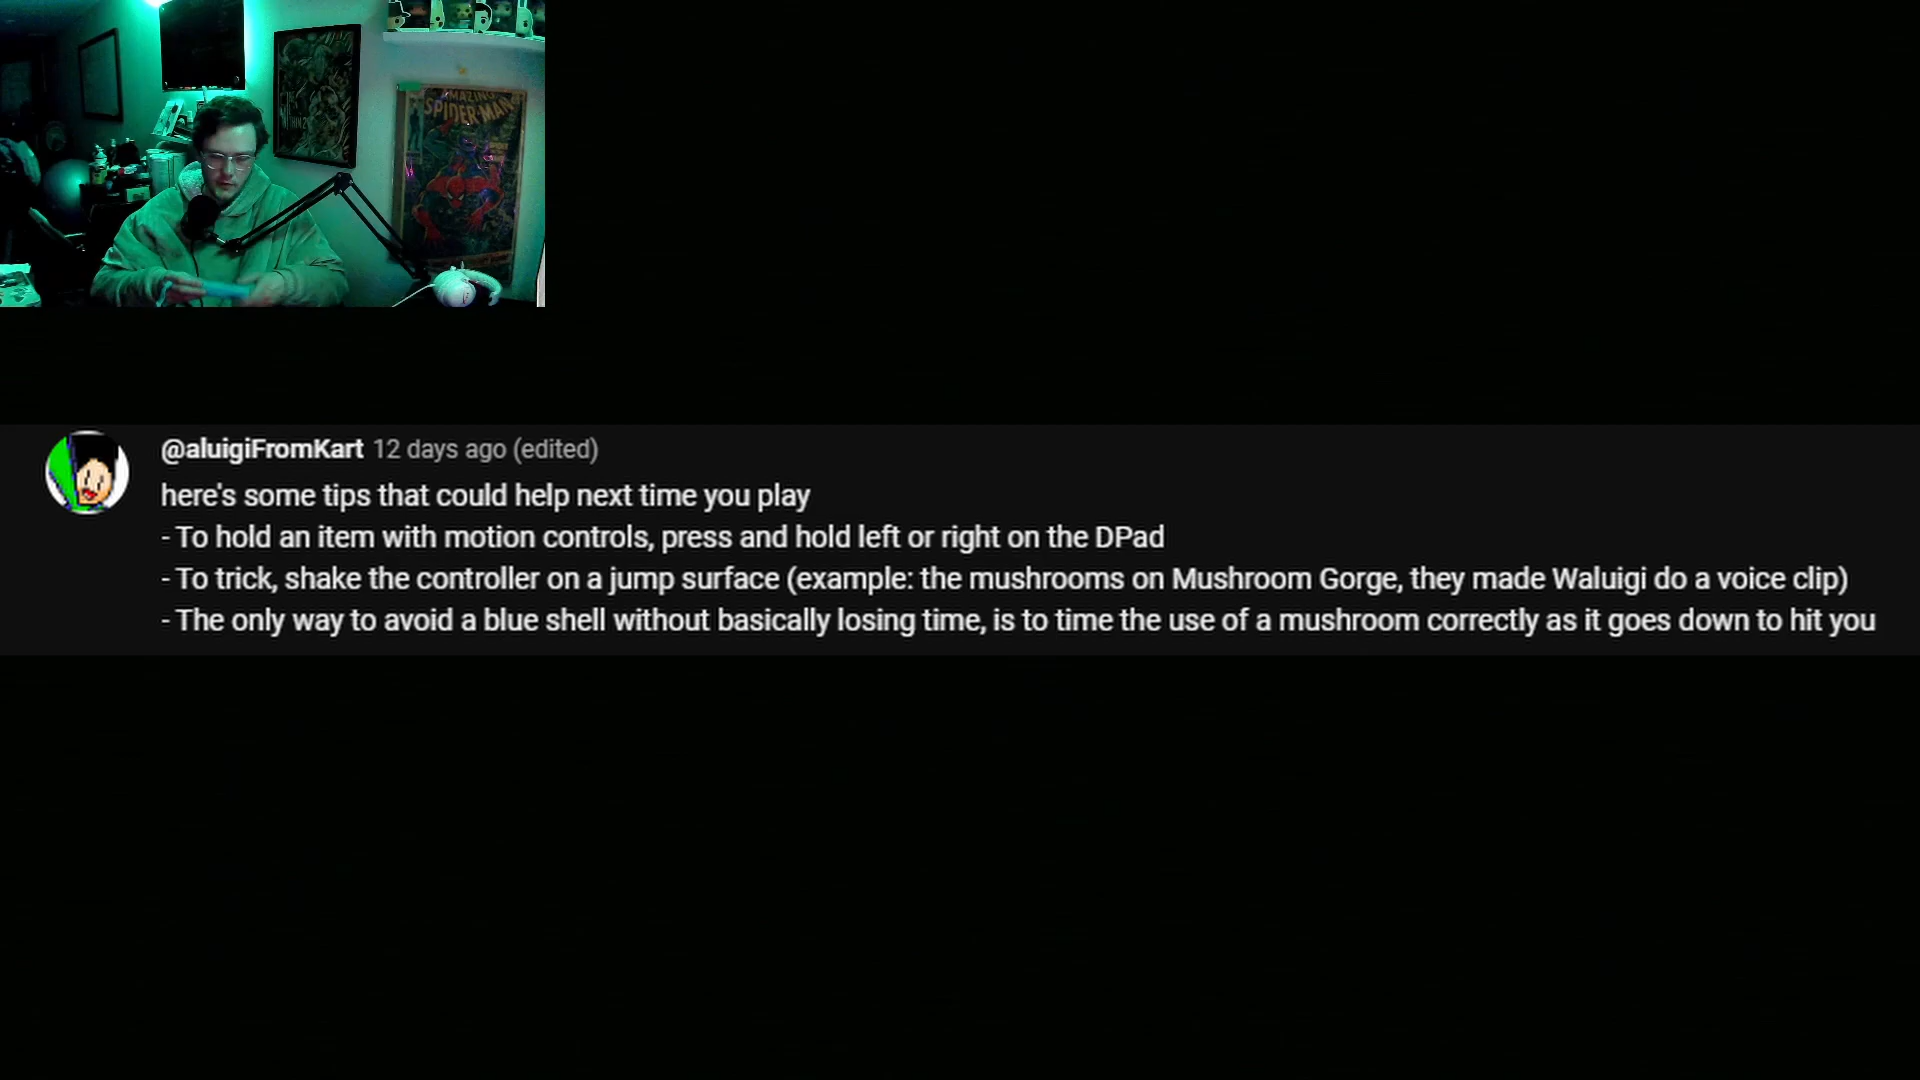 AMAZING
SPIDER-MAN
@aluigiFromKart 12 days ago (edited)
here's some tips that could help next time you play
- To hold an item with motion controls, press and hold left or right on the DPad
- To trick, shake the controller on a jump surface (example: the mushrooms on Mushroom Gorge, they made Waluigi do a voice clip)
- The only way to avoid a blue shell without basically losing time, is to time the use of a mushroom correctly as it goes down to hit you